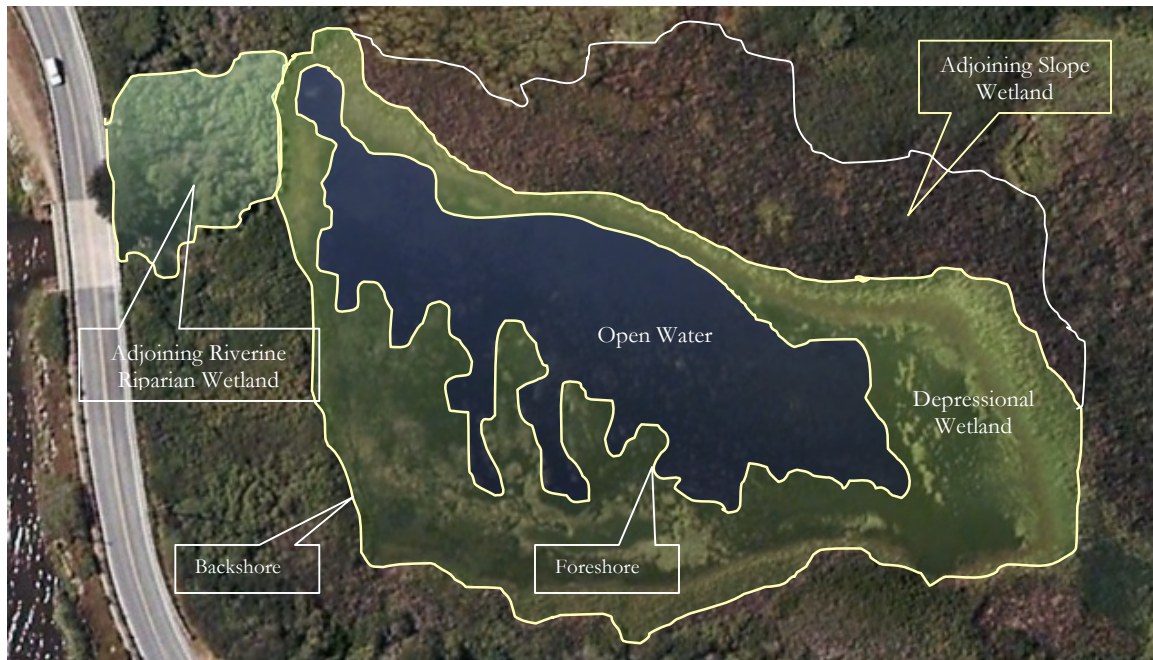 Adjoining Slope
Wetland
Open Water
Adjoining Riverine
Riparian Wetland
Depressional
Wetland
Backshore
Foreshore